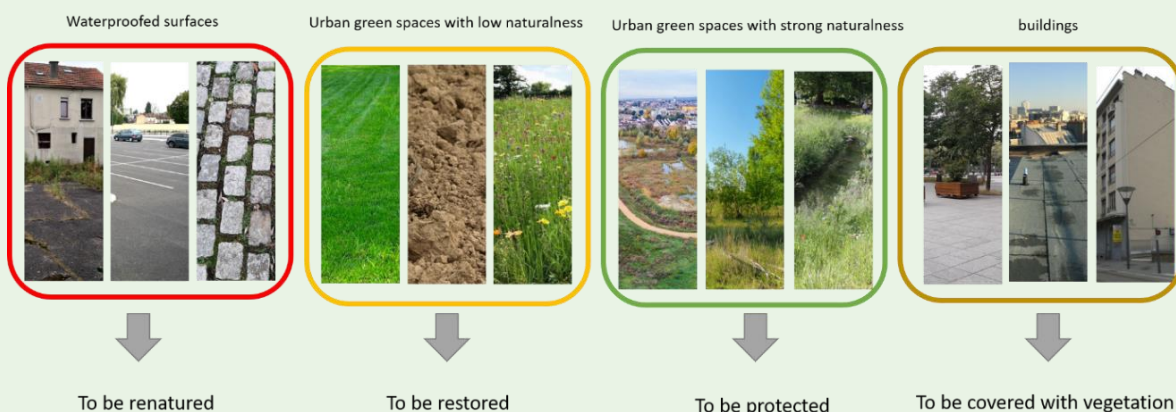 Waterproofed surfaces
Urban green spaces with low naturalness
Urban green spaces with strong naturalness
buildings
To be renatured
To be restored
To be protected
To be covered with vegetation